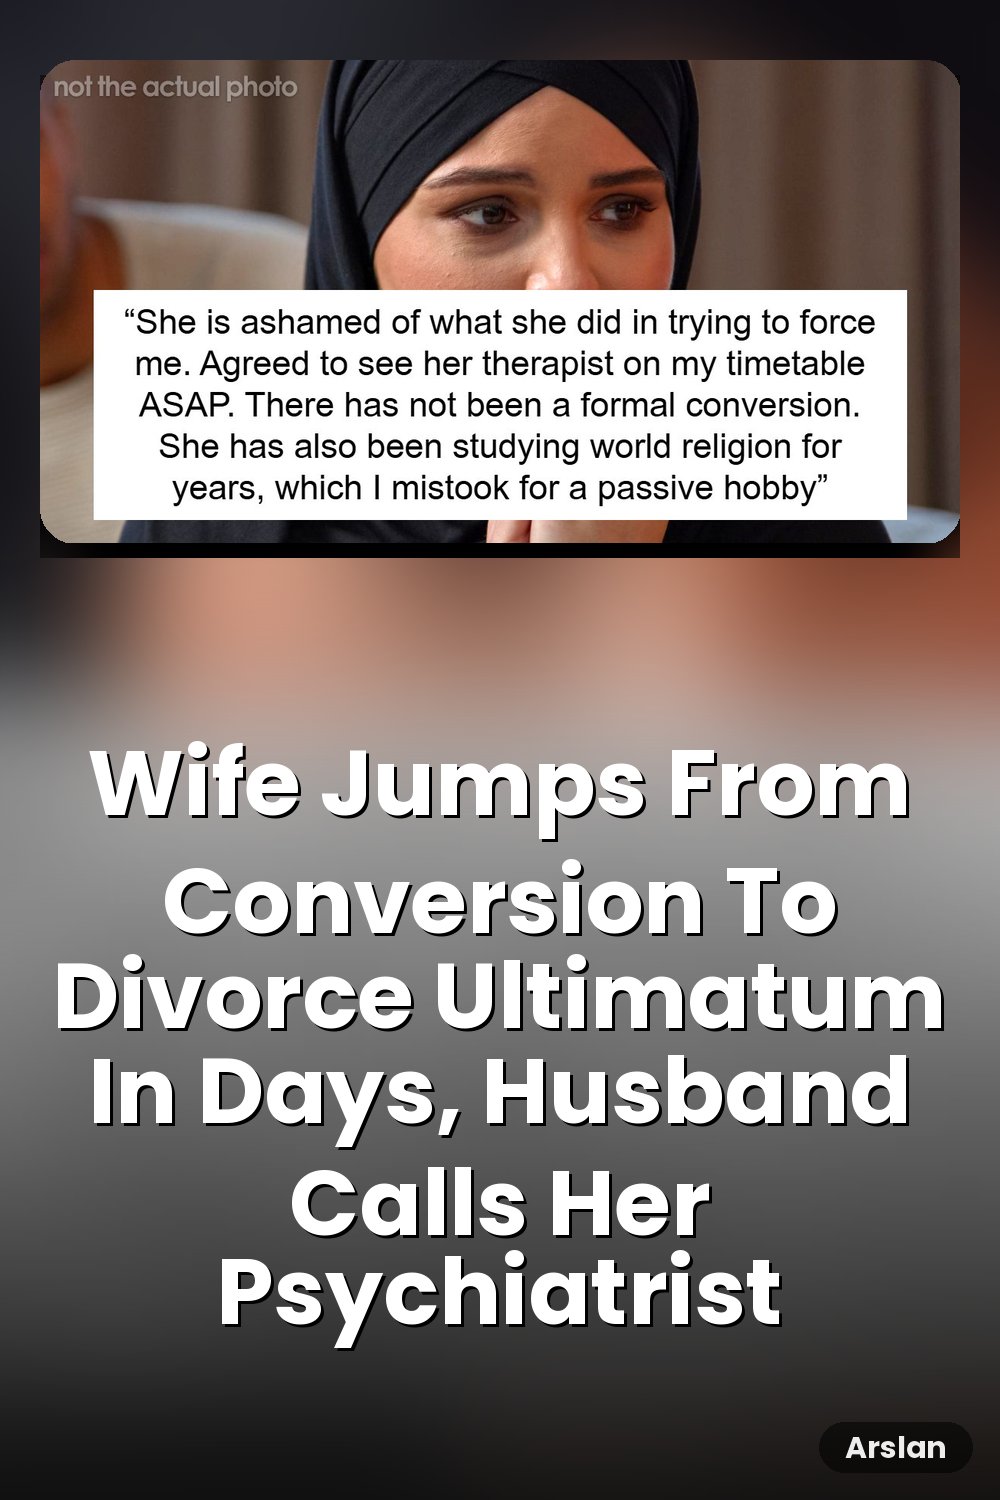 not the actual photo
“She is ashamed of what she did in trying to force
me. Agreed to see her therapist on my timetable
ASAP. There has not been a formal conversion.
She has also been studying world religion for
years, which I mistook for a passive hobby”
Wife Jumps From
Conversion To
Divorce Ultimatum
In Days, Husband
Calls Her
Psychiatrist
Arslan